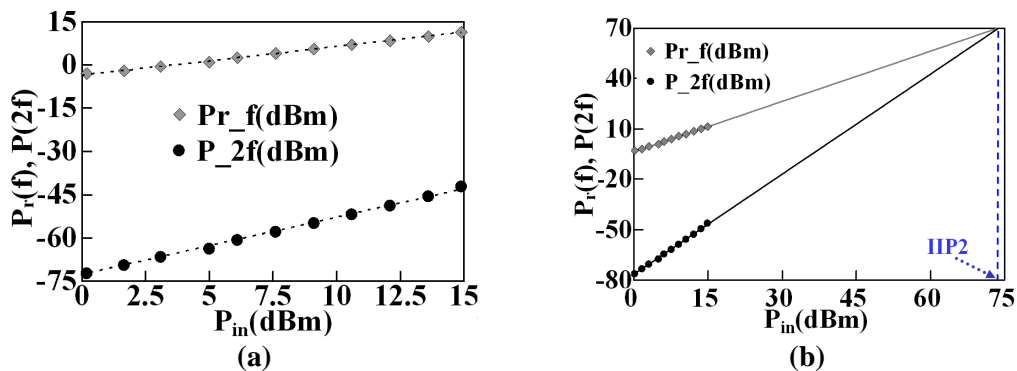 15
0
-15
-30
-45
-60
-75
Pr(f), P(2f)
Pr_f(dBm)
P_2f(dBm)
0 2.5 5 7.5 10 12.5 15
Pin(dBm)
(a)
70
40
10
-20
-50
-80
Pr(f), P(2f)
Pr_f(dBm)
P_2f(dBm)
IIP2
0 15 30 45 60 75
Pin(dBm)
(b)